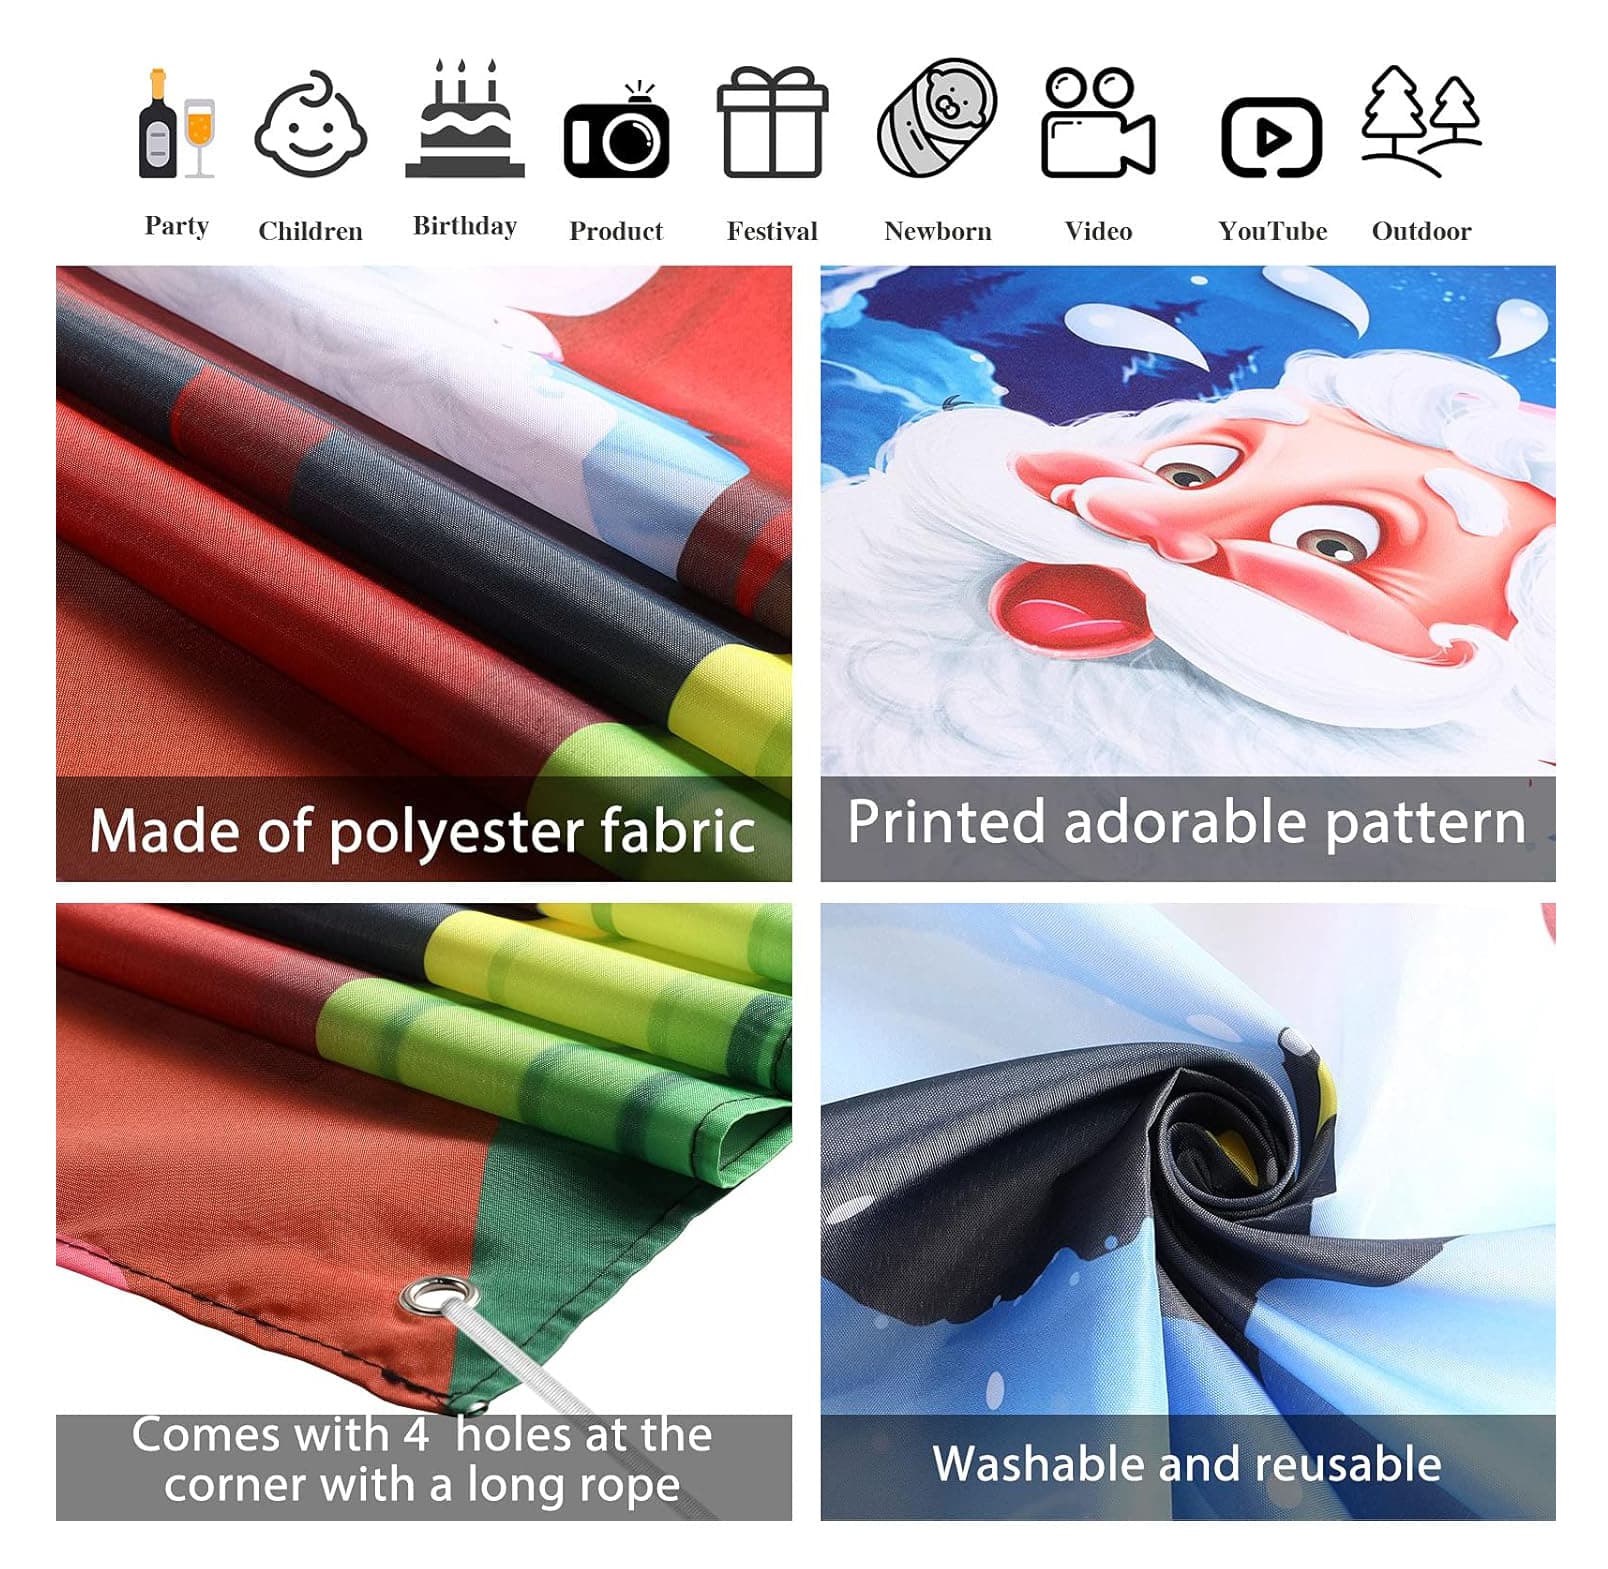 Party
Children
Birthday
Product
Festival
Newborn
Video
YouTube
Outdoor
Made of polyester fabric
Printed adorable pattern
Comes with 4 holes at the
corner with a long rope
Washable and reusable